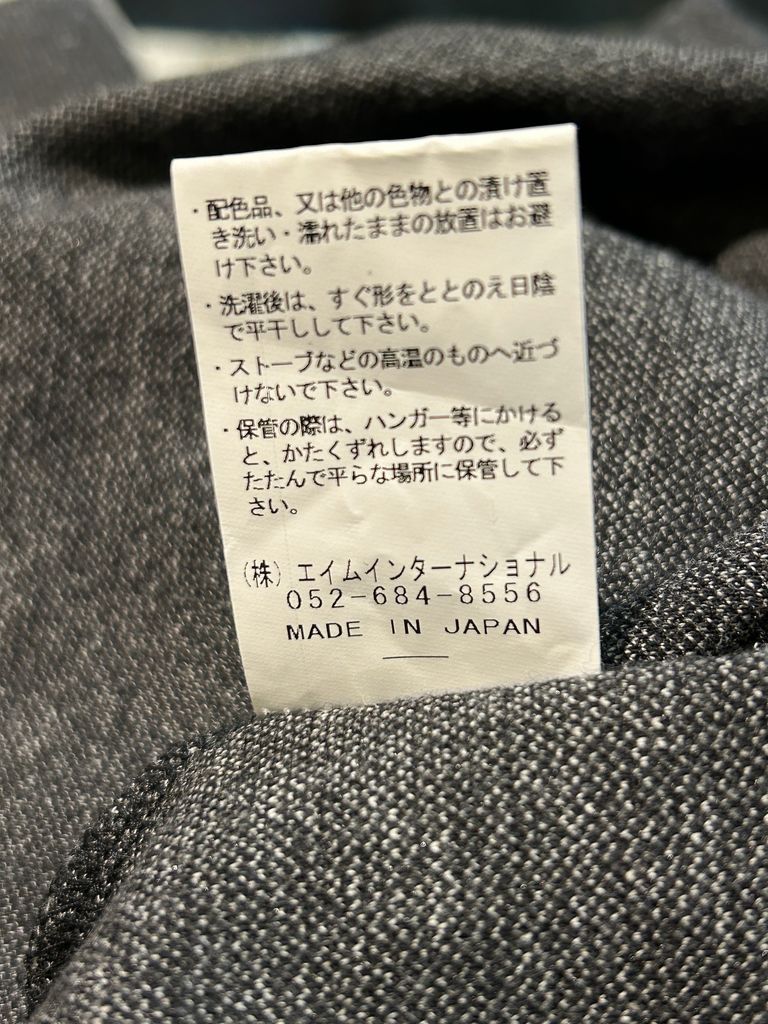 ・配色品、又は他の色物との漬け置
き洗い・濡れたままの放置はお避
け下さい。
・洗濯後は、すぐ形をととのえ日陰
で平干しして下さい。
・ストーブなどの高温のものへ近づ
けないで下さい。
・保管の際は、ハンガー等にかける
と、かたくずれしますので、必ず
たたんで平らな場所に保管して下
さい。
(株) エイムインターナショナル
052-684-8556
MADE IN JAPAN